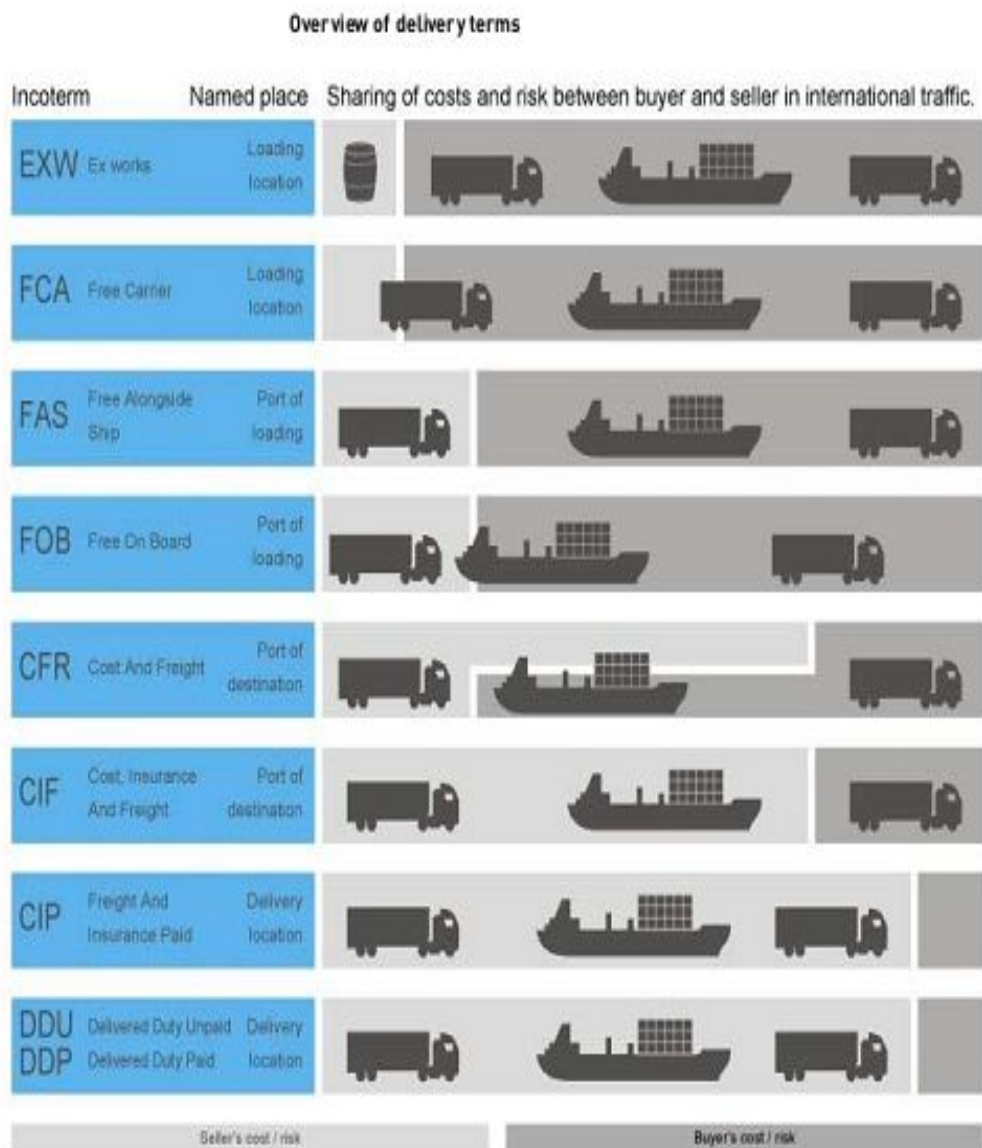 Overview of delivery terms
Incoterm Named place Sharing of costs and risk between buyer and seller in international traffic.
EXW Ex works Loading
location
FCA Free Carrier Loading
location
FAS Free Alongside Port of
Ship loading
FOB Free On Board Port of
loading
CFR Cost And Freight Port of
destination
CIF Cost, Insurance Port of
And Freight destination
CIP Freight And Delivery
Insurance Paid location
DDU Delivered Duty Unpaid Delivery
DDP Delivered Duty Paid location
Seller's cost / risk Buyer's cost / risk